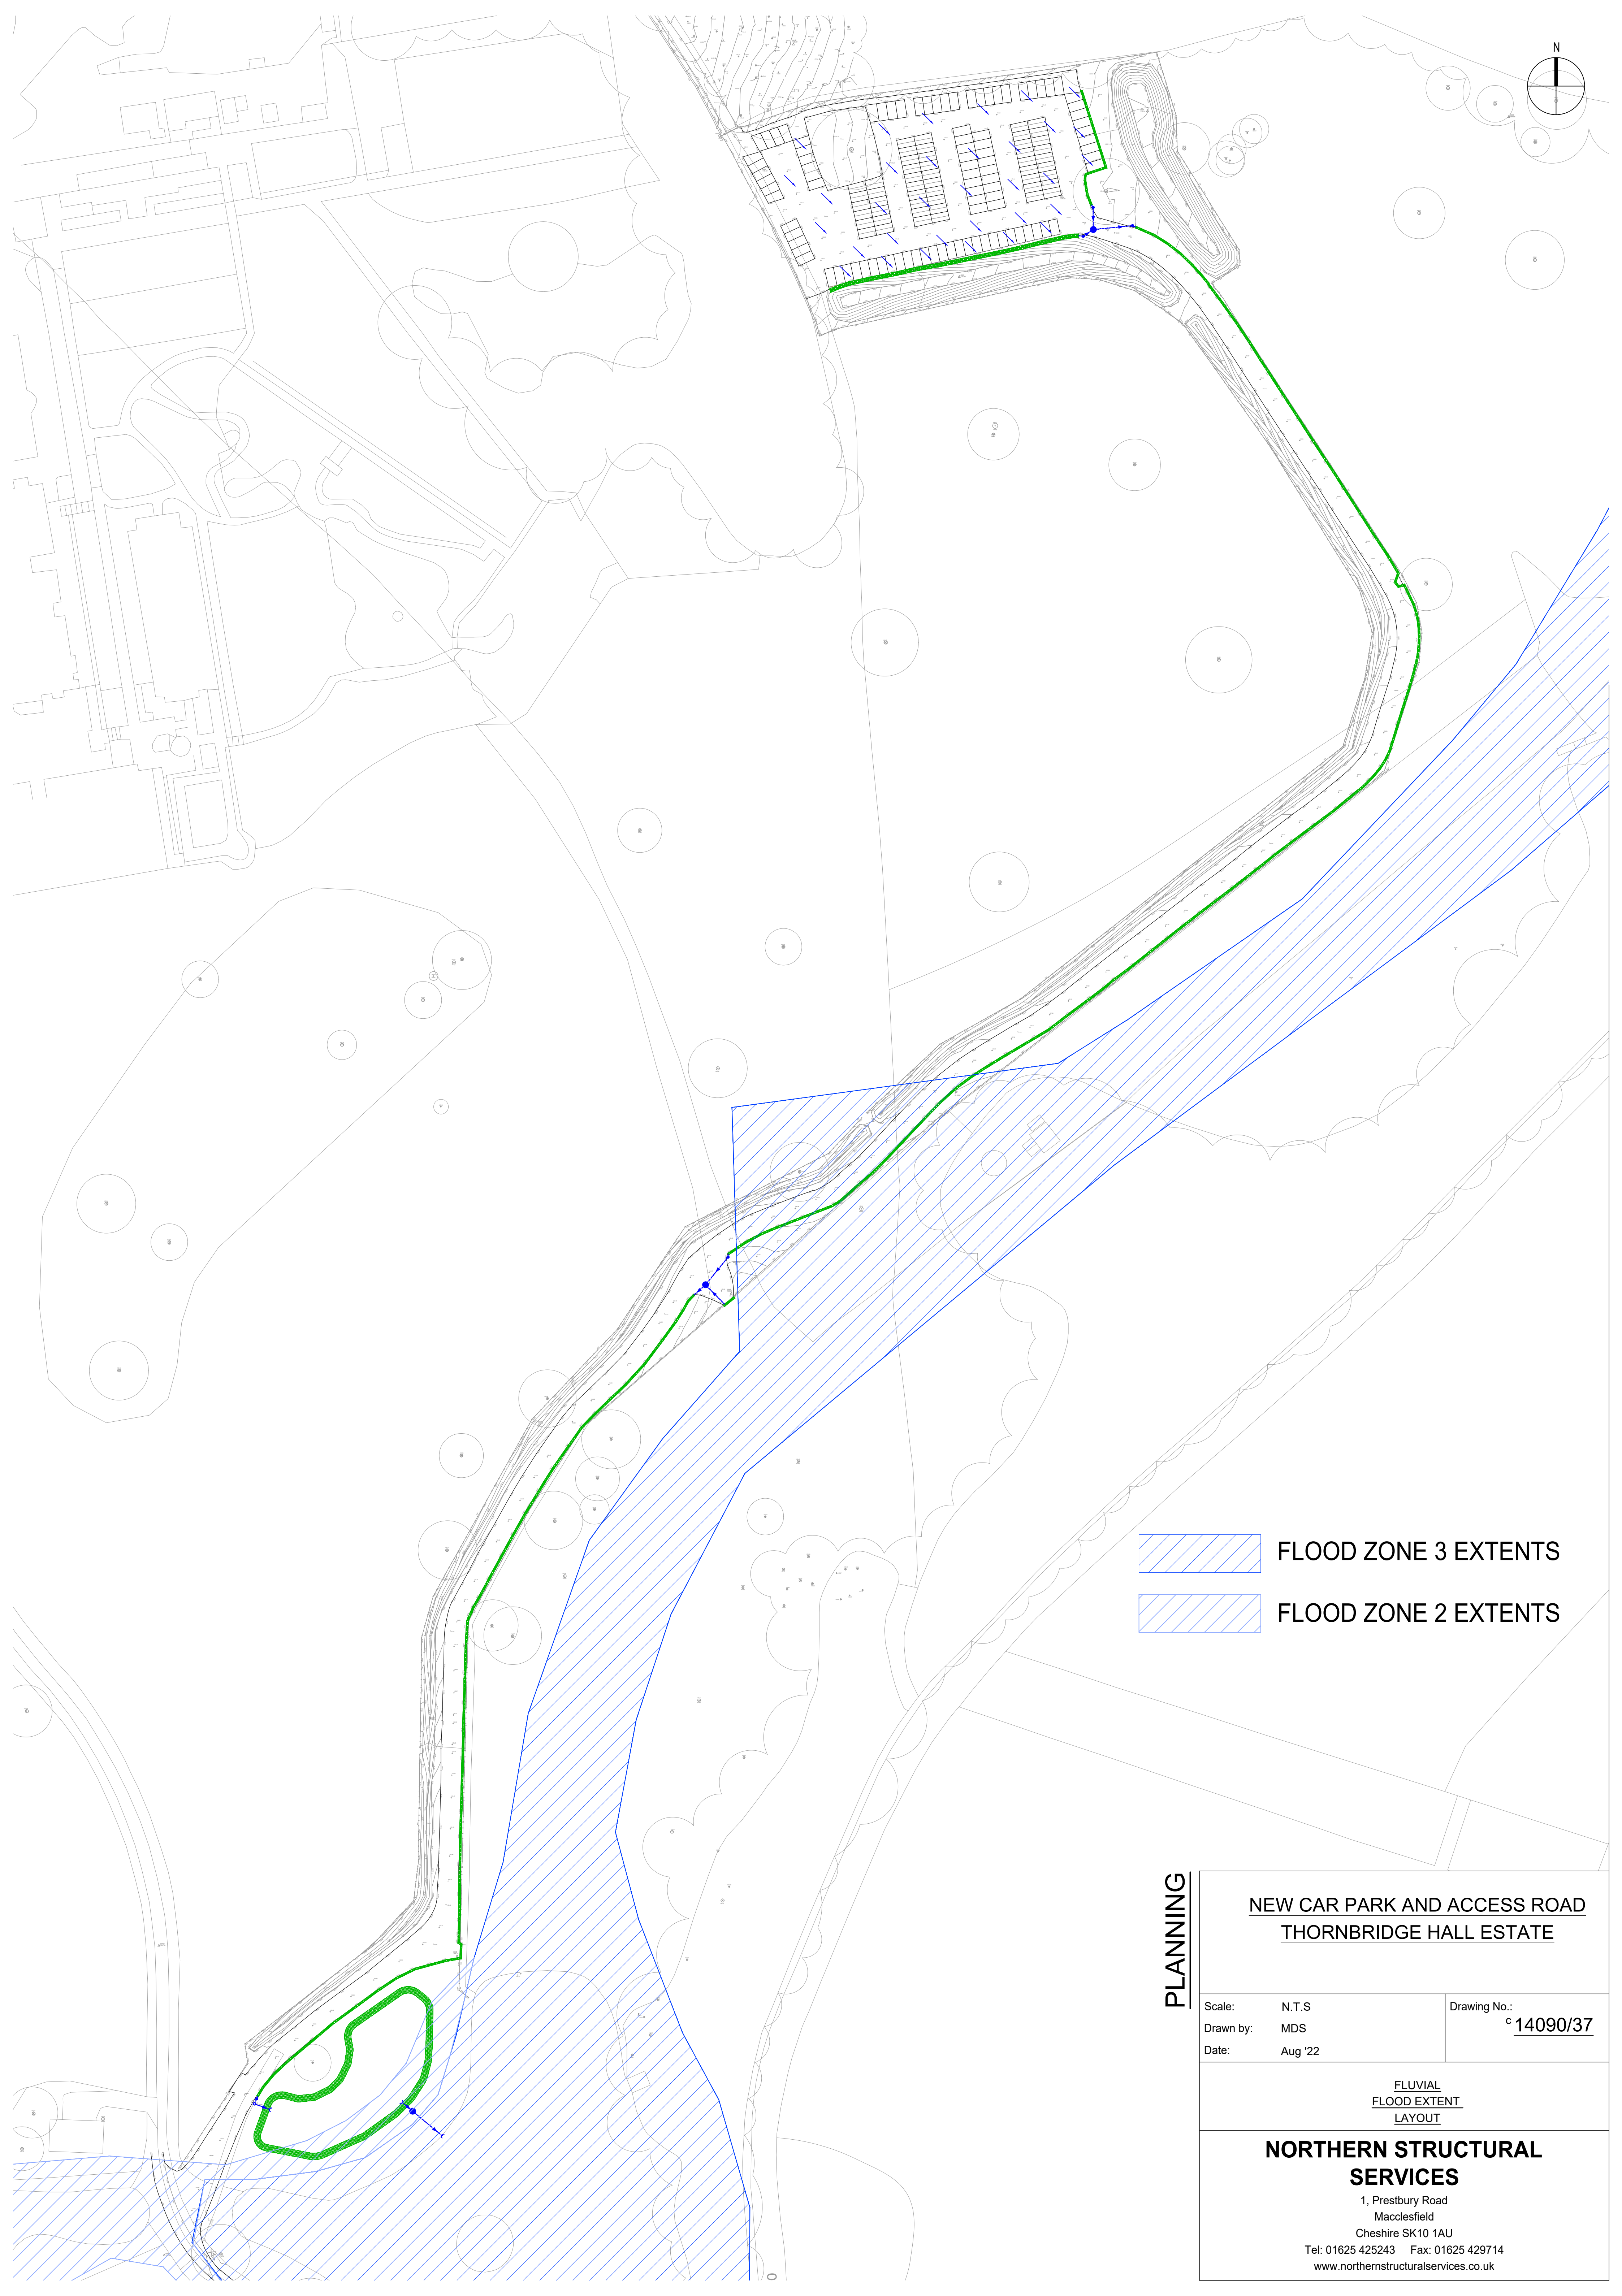 N
FLOOD ZONE 3 EXTENTS
FLOOD ZONE 2 EXTENTS
PLANNING
NEW CAR PARK AND ACCESS ROAD
THORNBRIDGE HALL ESTATE
Scale: N.T.S
Drawn by: MDS
Date: Aug '22
Drawing No.:
C 14090/37
FLUVIAL
FLOOD EXTENT
LAYOUT
NORTHERN STRUCTURAL
SERVICES
1, Prestbury Road
Macclesfield
Cheshire SK10 1AU
Tel: 01625 425243 Fax: 01625 429714
www.northernstructuralservices.co.uk